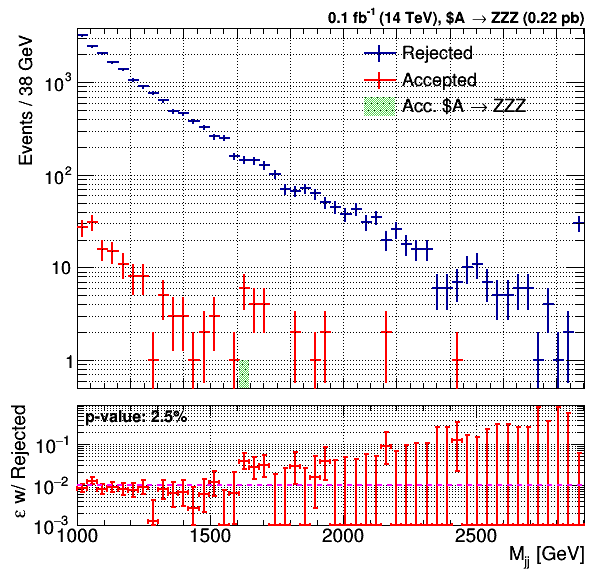 0.1 fb⁻¹ (14 TeV), $A → ZZZ (0.22 pb)
Events / 38 GeV
Rejected
Accepted
Acc. $A → ZZZ
10³
10²
10
1
p-value: 2.5%
ε w/ Rejected
10⁻¹
10⁻²
10⁻³
1000 1500 2000 2500
Mjj [GeV]